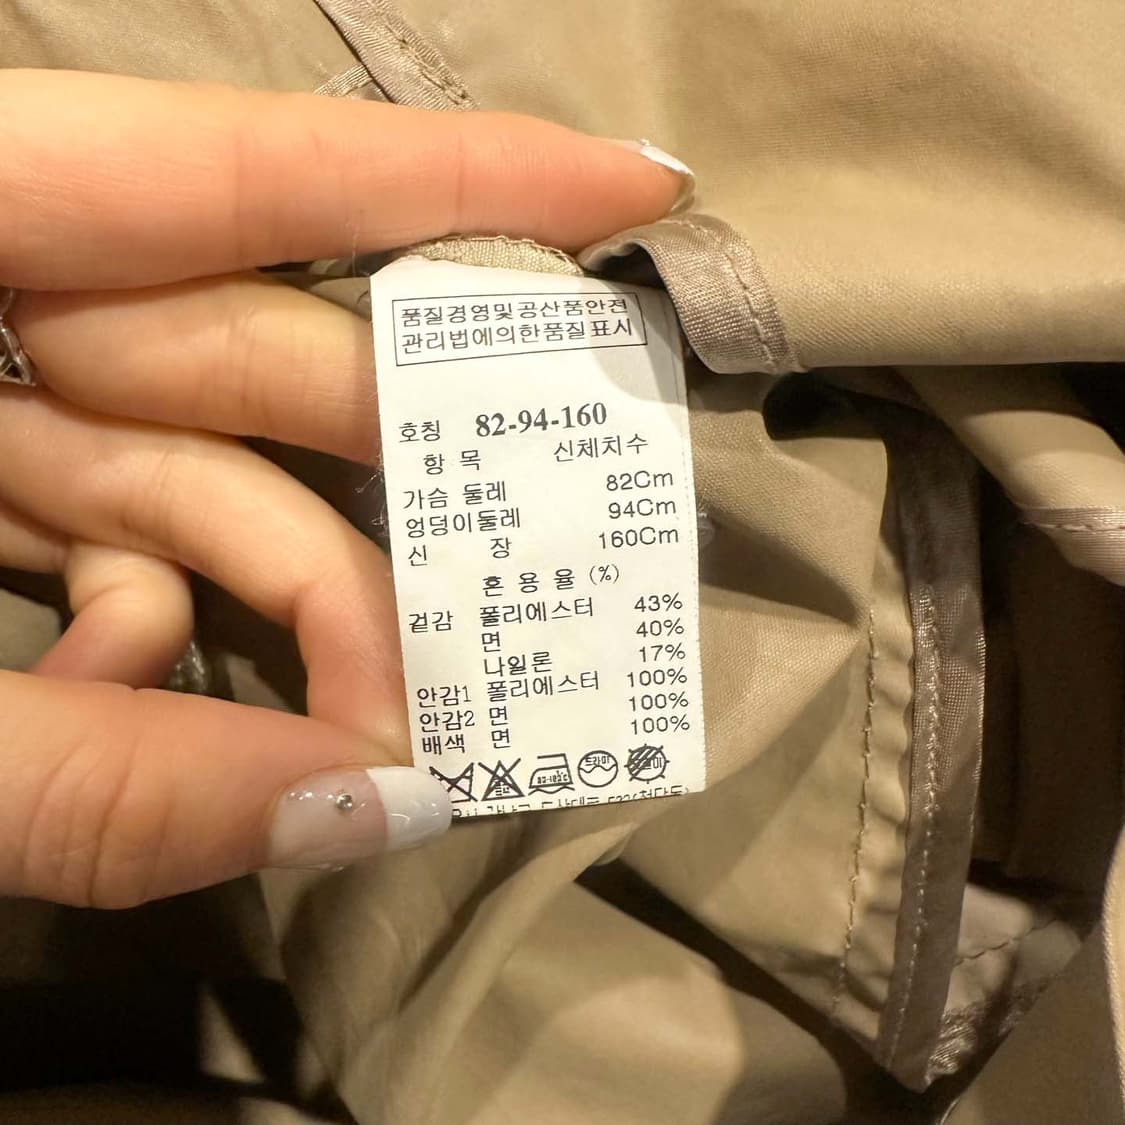 품질경영및공산품안전
관리법에의한품질표시
호칭 82-94-160
항 목 신체치수
가슴 둘레 82Cm
엉덩이둘레 94Cm
신 장 160Cm
혼 용 율 (%)
겉감 폴리에스터 43%
면 40%
나일론 17%
안감1 폴리에스터 100%
안감2 면 100%
배색 면 100%
드라이